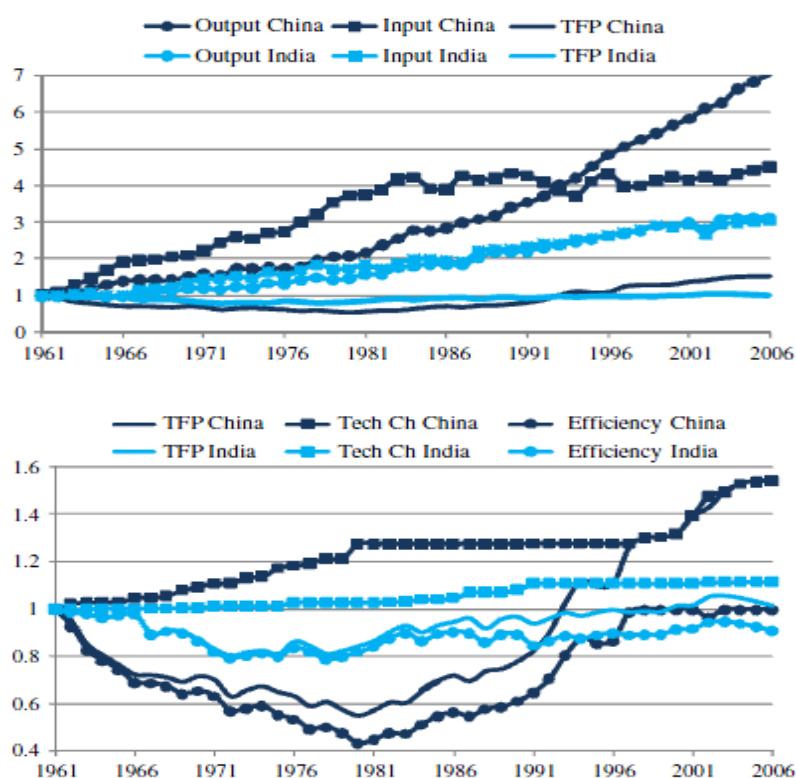 Output China Input China TFP China
Output India Input India TFP India
7
6
5
4
3
2
1
0
1961 1966 1971 1976 1981 1986 1991 1996 2001 2006
TFP China Tech Ch China Efficiency China
TFP India Tech Ch India Efficiency India
1.6
1.4
1.2
1
0.8
0.6
0.4
1961 1966 1971 1976 1981 1986 1991 1996 2001 2006